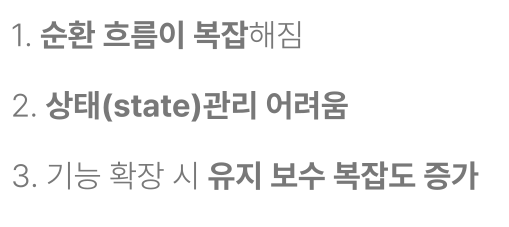 1. 순환 흐름이 복잡해짐
2. 상태(state)관리 어려움
3. 기능 확장 시 유지 보수 복잡도 증가